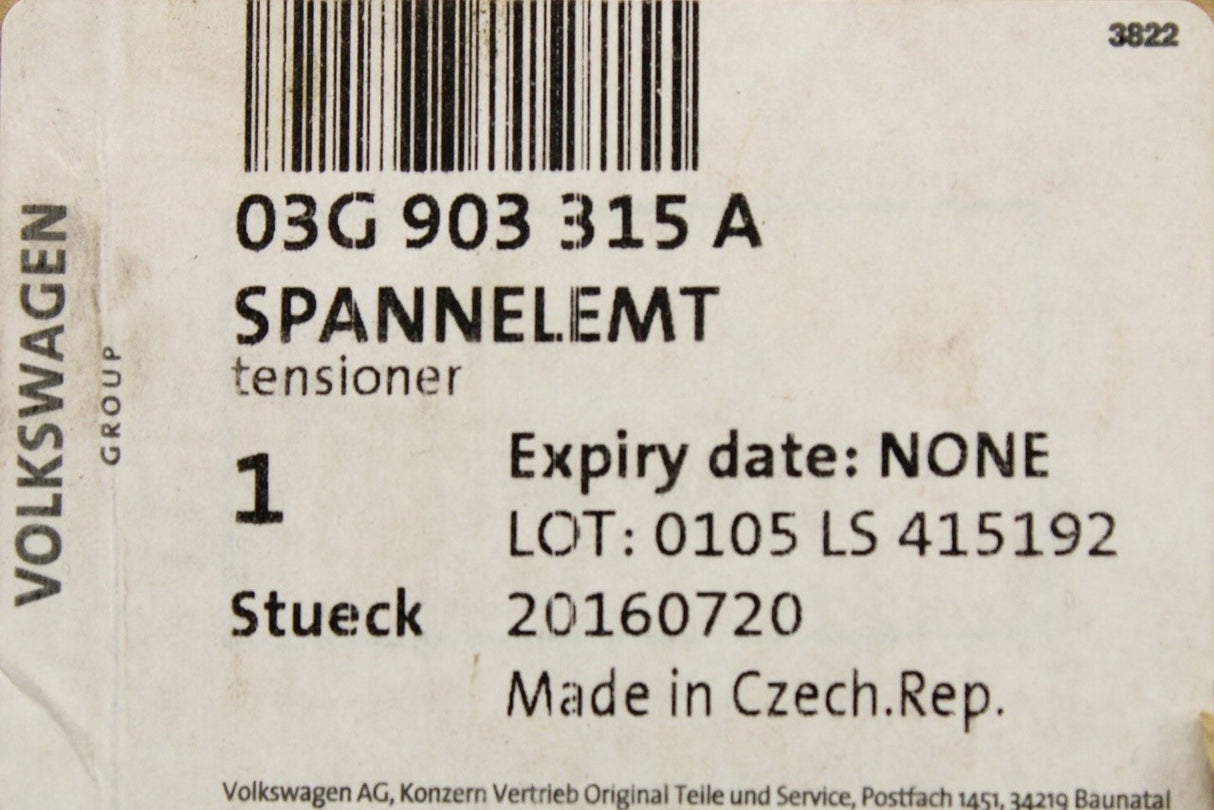 3822
03G 903 315 A
SPANNELEMT
tensioner
1
Expiry date: NONE
LOT: 0105 LS 415192
Stueck
20160720
Made in Czech.Rep.
Volkswagen AG, Konzern Vertrieb Original Teile und Service, Postfach 1451, 34219 Baunatal
VOLKSWAGEN
GROUP